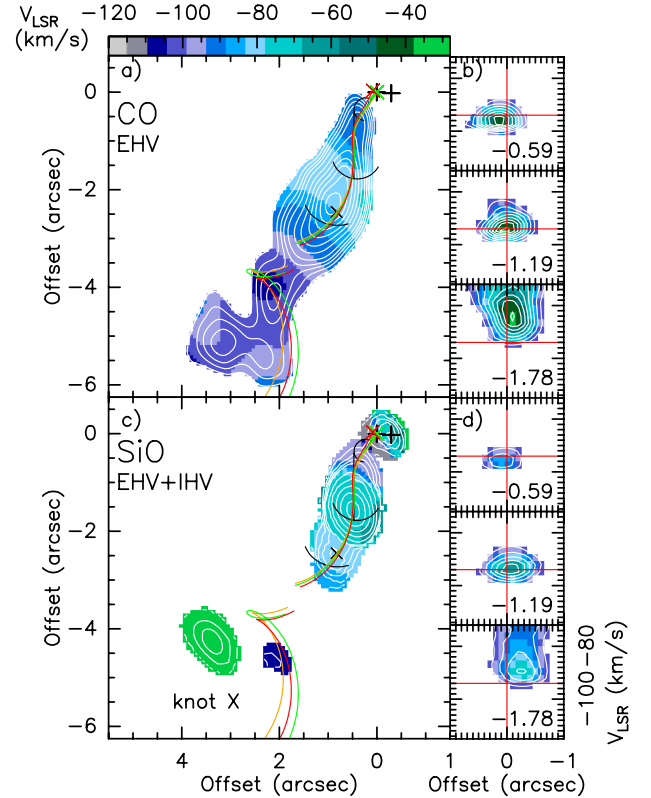 V_LSR −120 −100 −80 −60 −40
(km/s)
a) b)
0
CO
EHV
−0.59
−2
−1.19
Offset (arcsec)
−4
−1.78
−6
c) d)
0
SiO
EHV+IHV
−0.59
−2
−1.19
Offset (arcsec)
−4
knot X
−1.78
−6
−100−80
V_LSR (km/s)
4 2 0 1 0 −1
Offset (arcsec) Offset (arcsec)